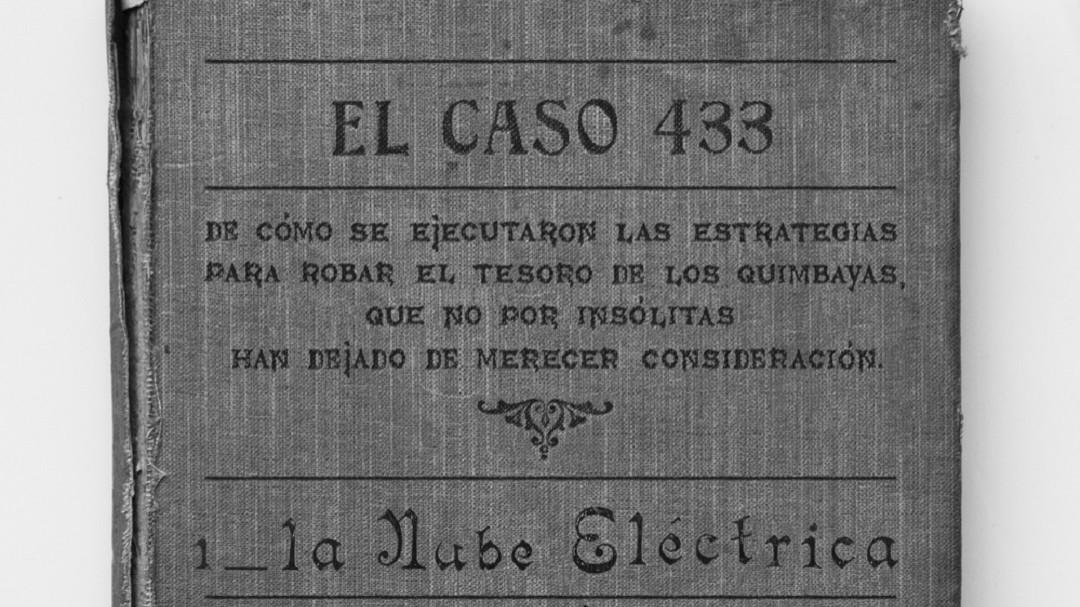 EL CASO 433
DE CÓMO SE EJECUTARON LAS ESTRATEGIAS
PARA ROBAR EL TESORO DE LOS QUIMBAYAS,
QUE NO POR INSÓLITAS
HAN DEJADO DE MERECER CONSIDERACIÓN.
1_la Nube Eléctrica